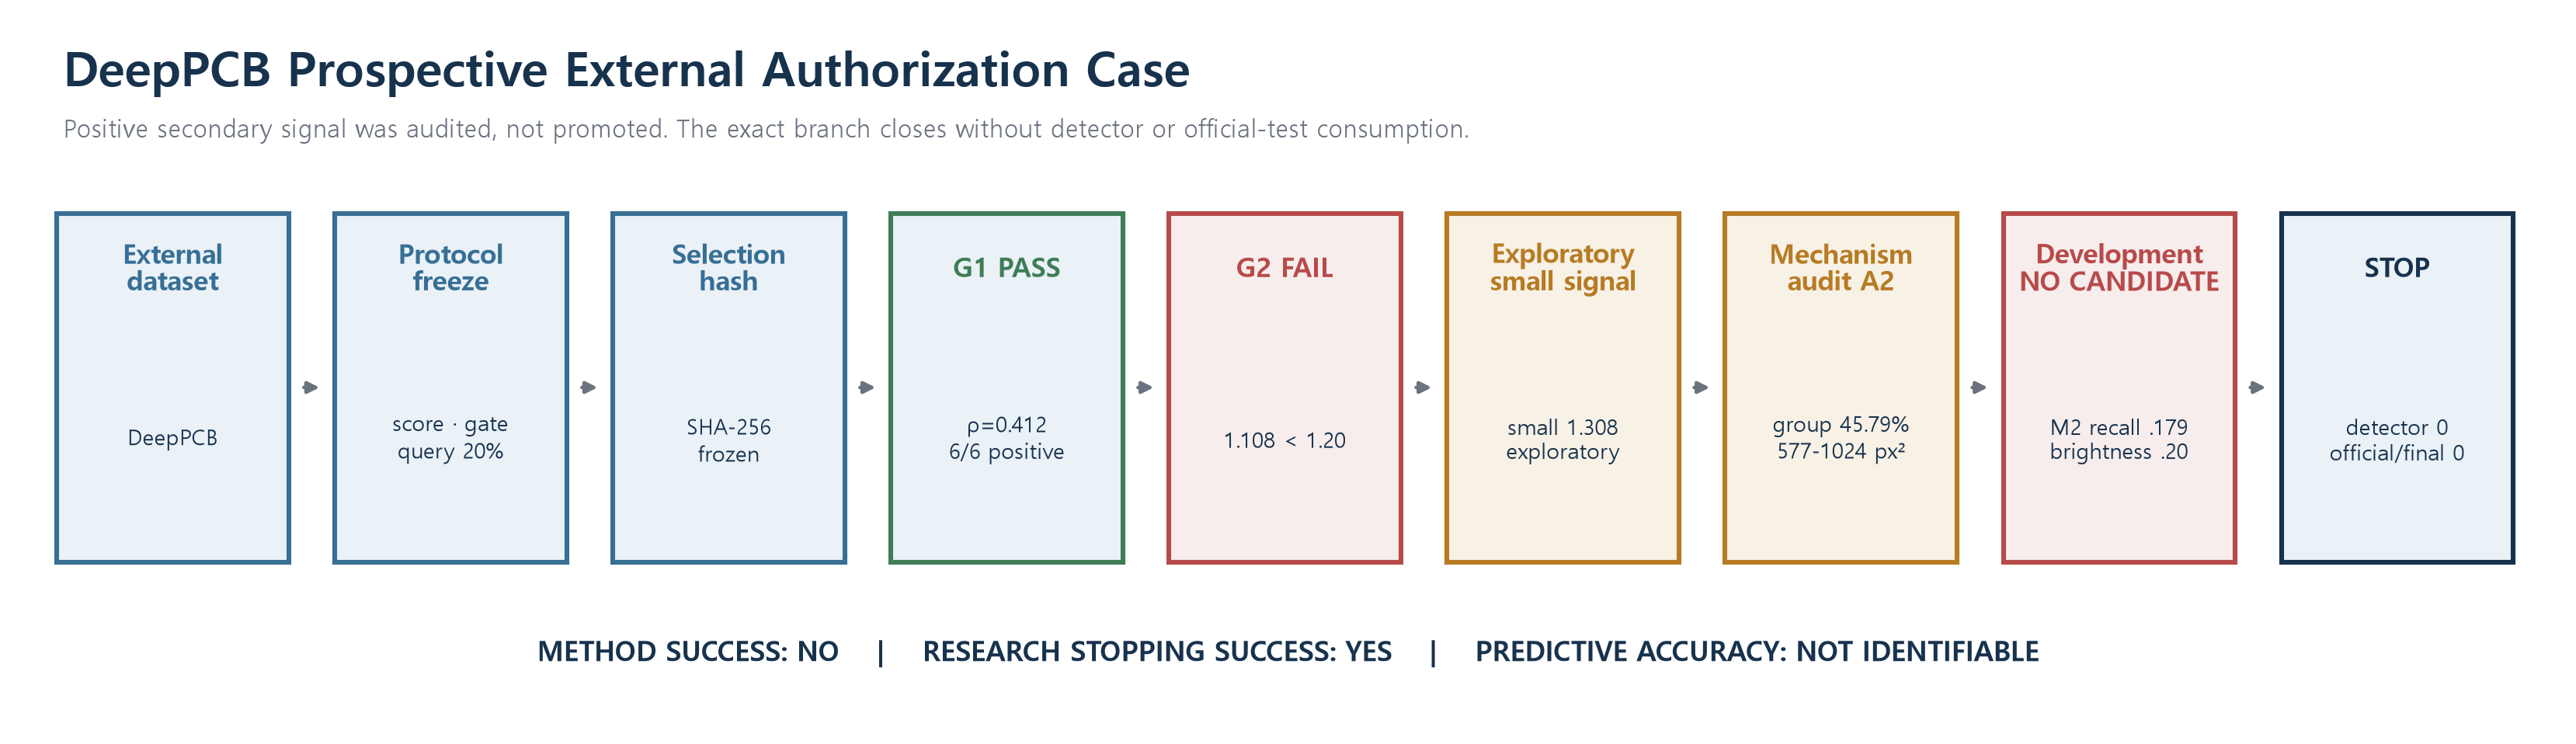 DeepPCB Prospective External Authorization Case
Positive secondary signal was audited, not promoted. The exact branch closes without detector or official-test consumption.
External
dataset
DeepPCB
Protocol
freeze
score · gate
query 20%
Selection
hash
SHA-256
frozen
G1 PASS
ρ=0.412
6/6 positive
G2 FAIL
1.108 < 1.20
Exploratory
small signal
small 1.308
exploratory
Mechanism
audit A2
group 45.79%
577-1024 px²
Development
NO CANDIDATE
M2 recall .179
brightness .20
STOP
detector 0
official/final 0
METHOD SUCCESS: NO | RESEARCH STOPPING SUCCESS: YES | PREDICTIVE ACCURACY: NOT IDENTIFIABLE